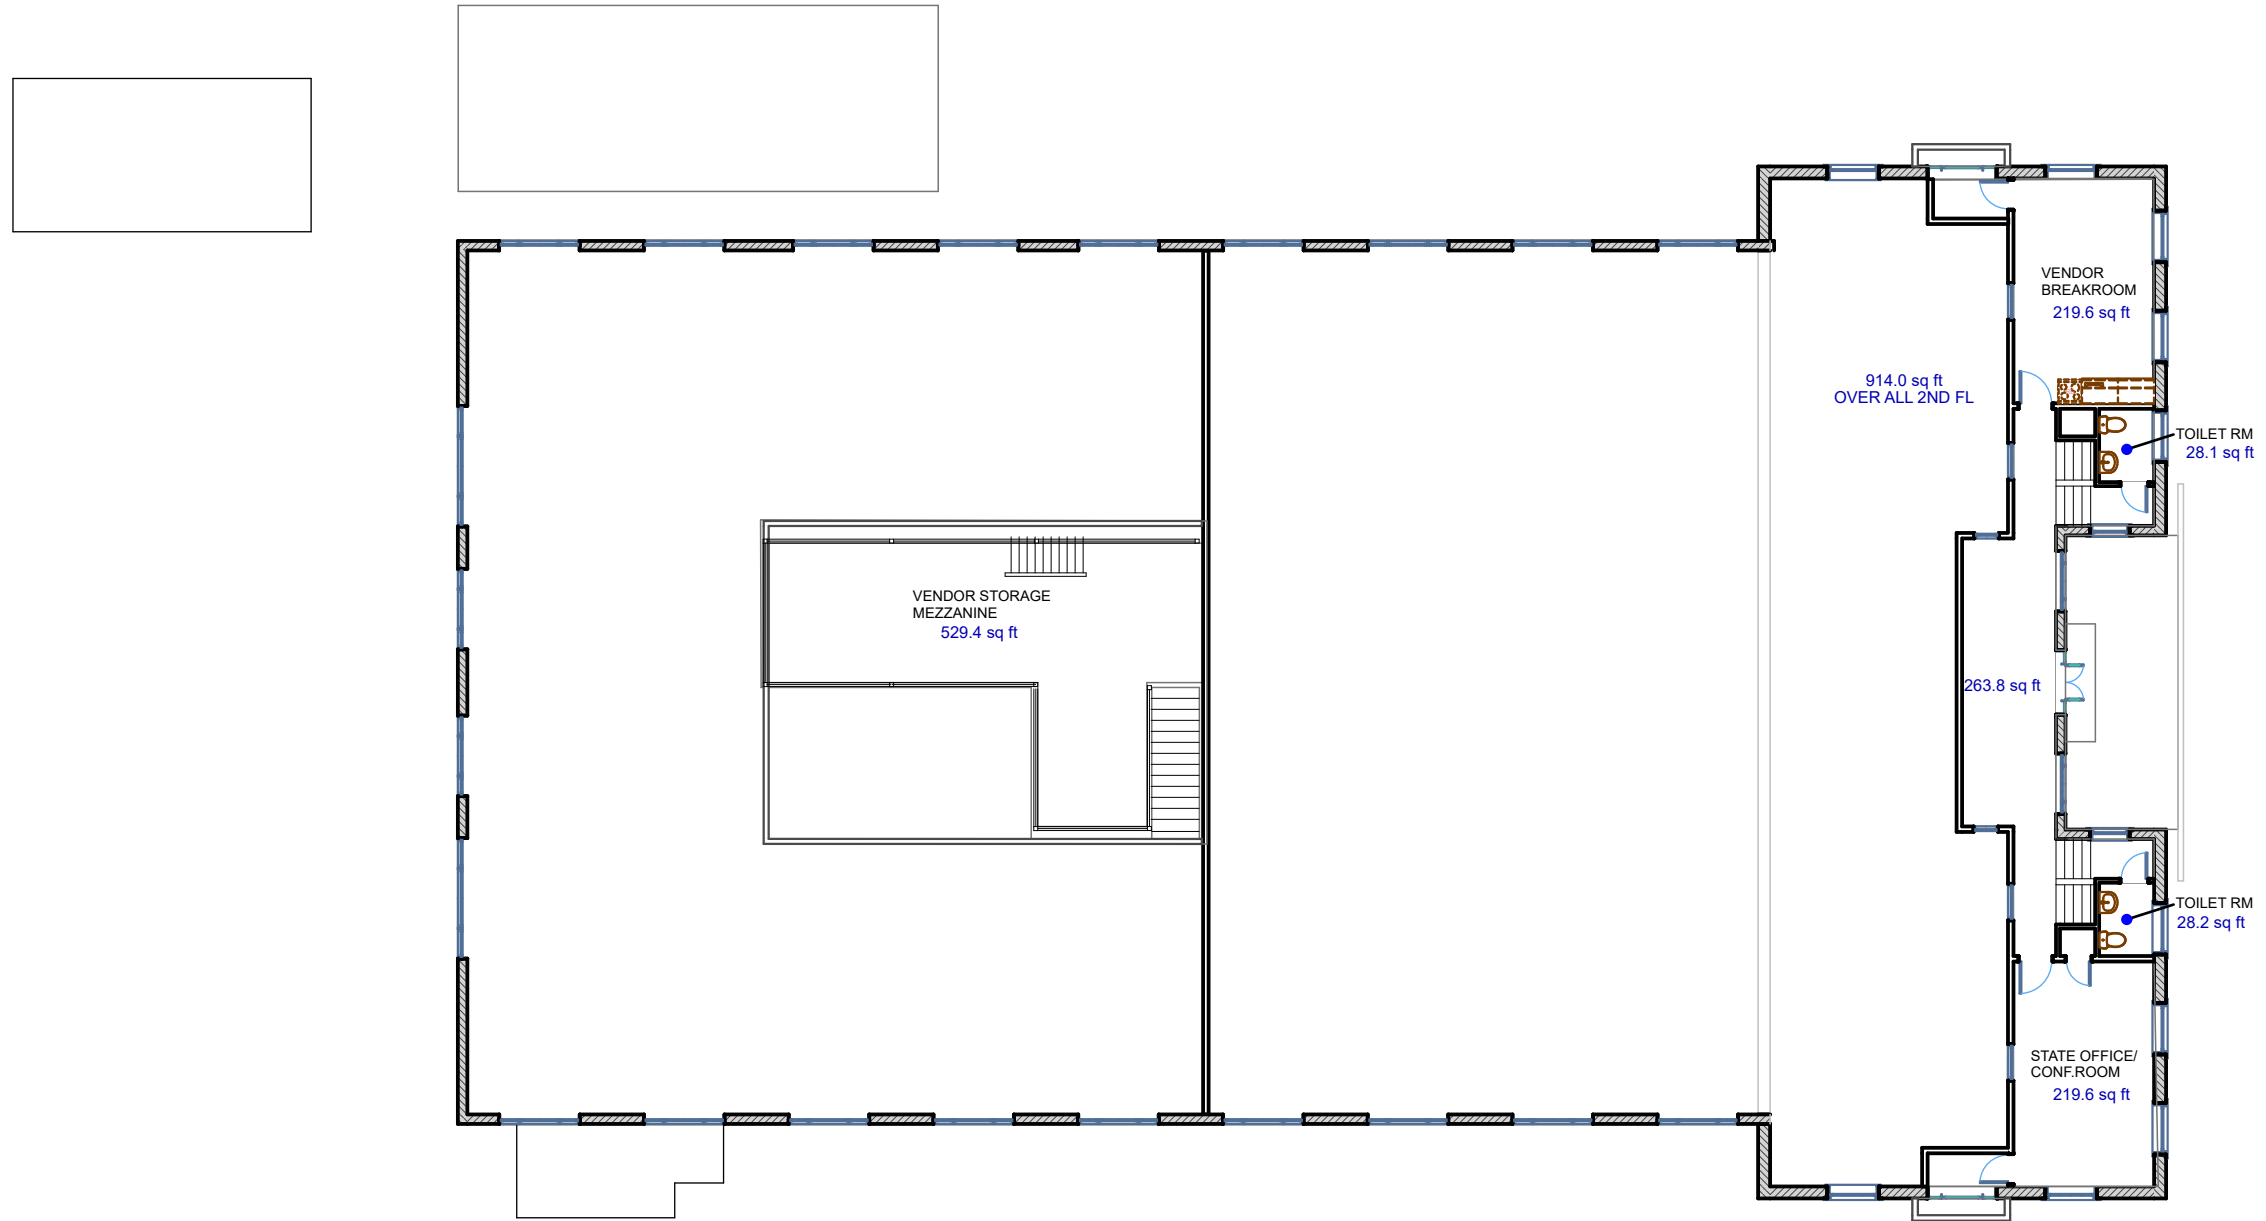 VENDOR
BREAKROOM
219.6 sq ft
914.0 sq ft
OVER ALL 2ND FL
TOILET RM
28.1 sq ft
VENDOR STORAGE
MEZZANINE
529.4 sq ft
263.8 sq ft
TOILET RM
28.2 sq ft
STATE OFFICE/
CONF.ROOM
219.6 sq ft